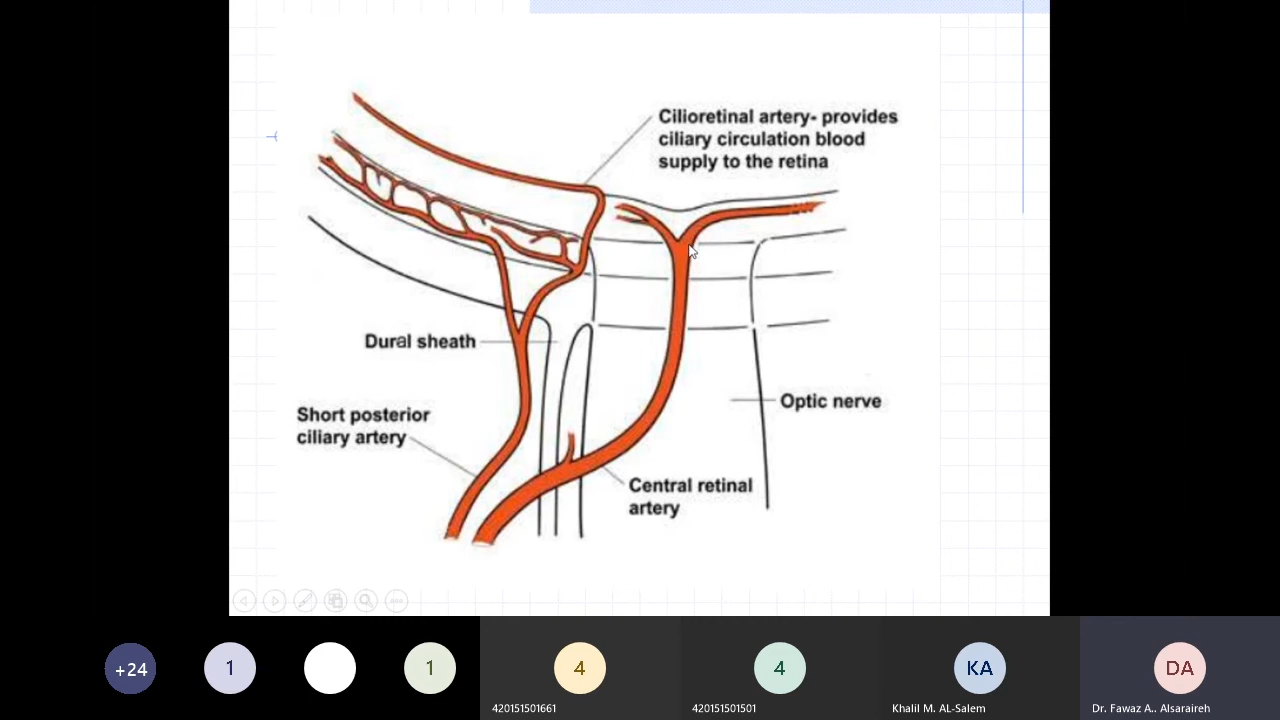 Cilioretinal artery- provides
ciliary circulation blood
supply to the retina
Dural sheath
Short posterior
ciliary artery
Optic nerve
Central retinal
artery
+24
1
1
4
4
KA
DA
420151501661
420151501501
Khalil M. AL-Salem
Dr. Fawaz A.. Alsaraireh